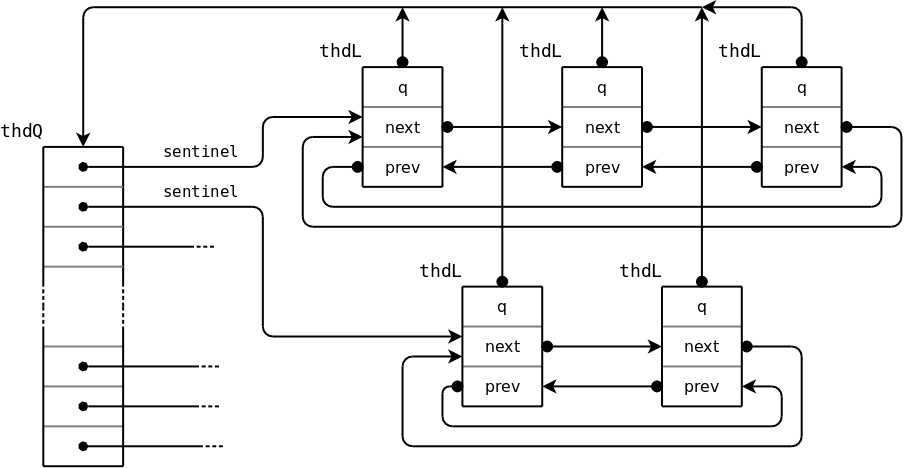 thdL thdL thdL
q q q
thdQ next next next
sentinel
prev prev prev
sentinel
thdL thdL
q q
next next
prev prev